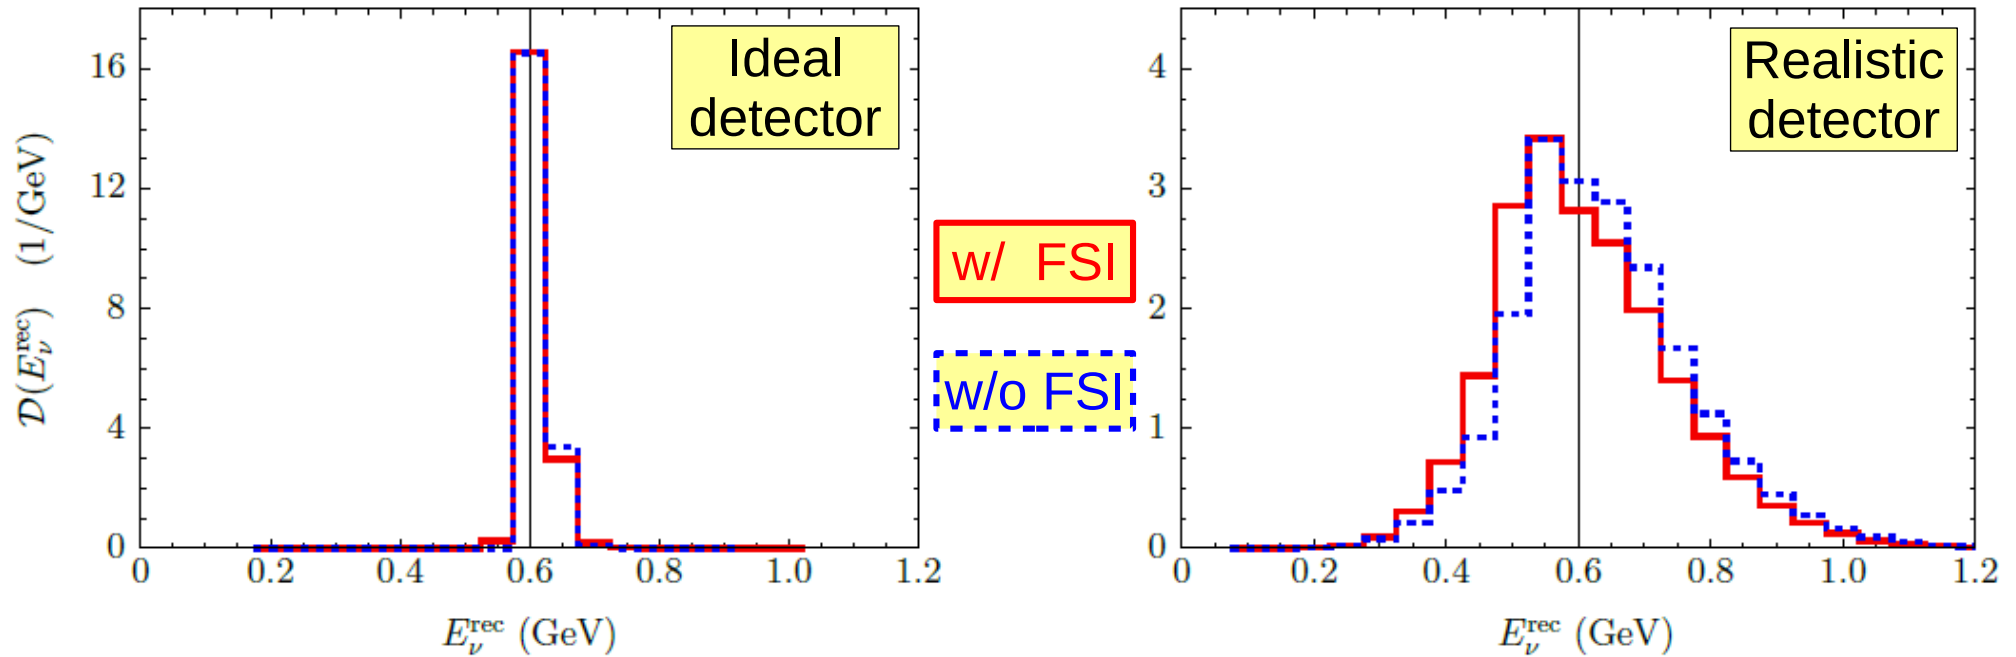 Ideal
detector
16
12
8
4
0
0
0.2
0.4
0.6
0.8
1.0
1.2
𝒟(E_ν^rec) (1/GeV)
E_ν^rec (GeV)
w/ FSI
w/o FSI
Realistic
detector
4
3
2
1
0
0
0.2
0.4
0.6
0.8
1.0
1.2
E_ν^rec (GeV)